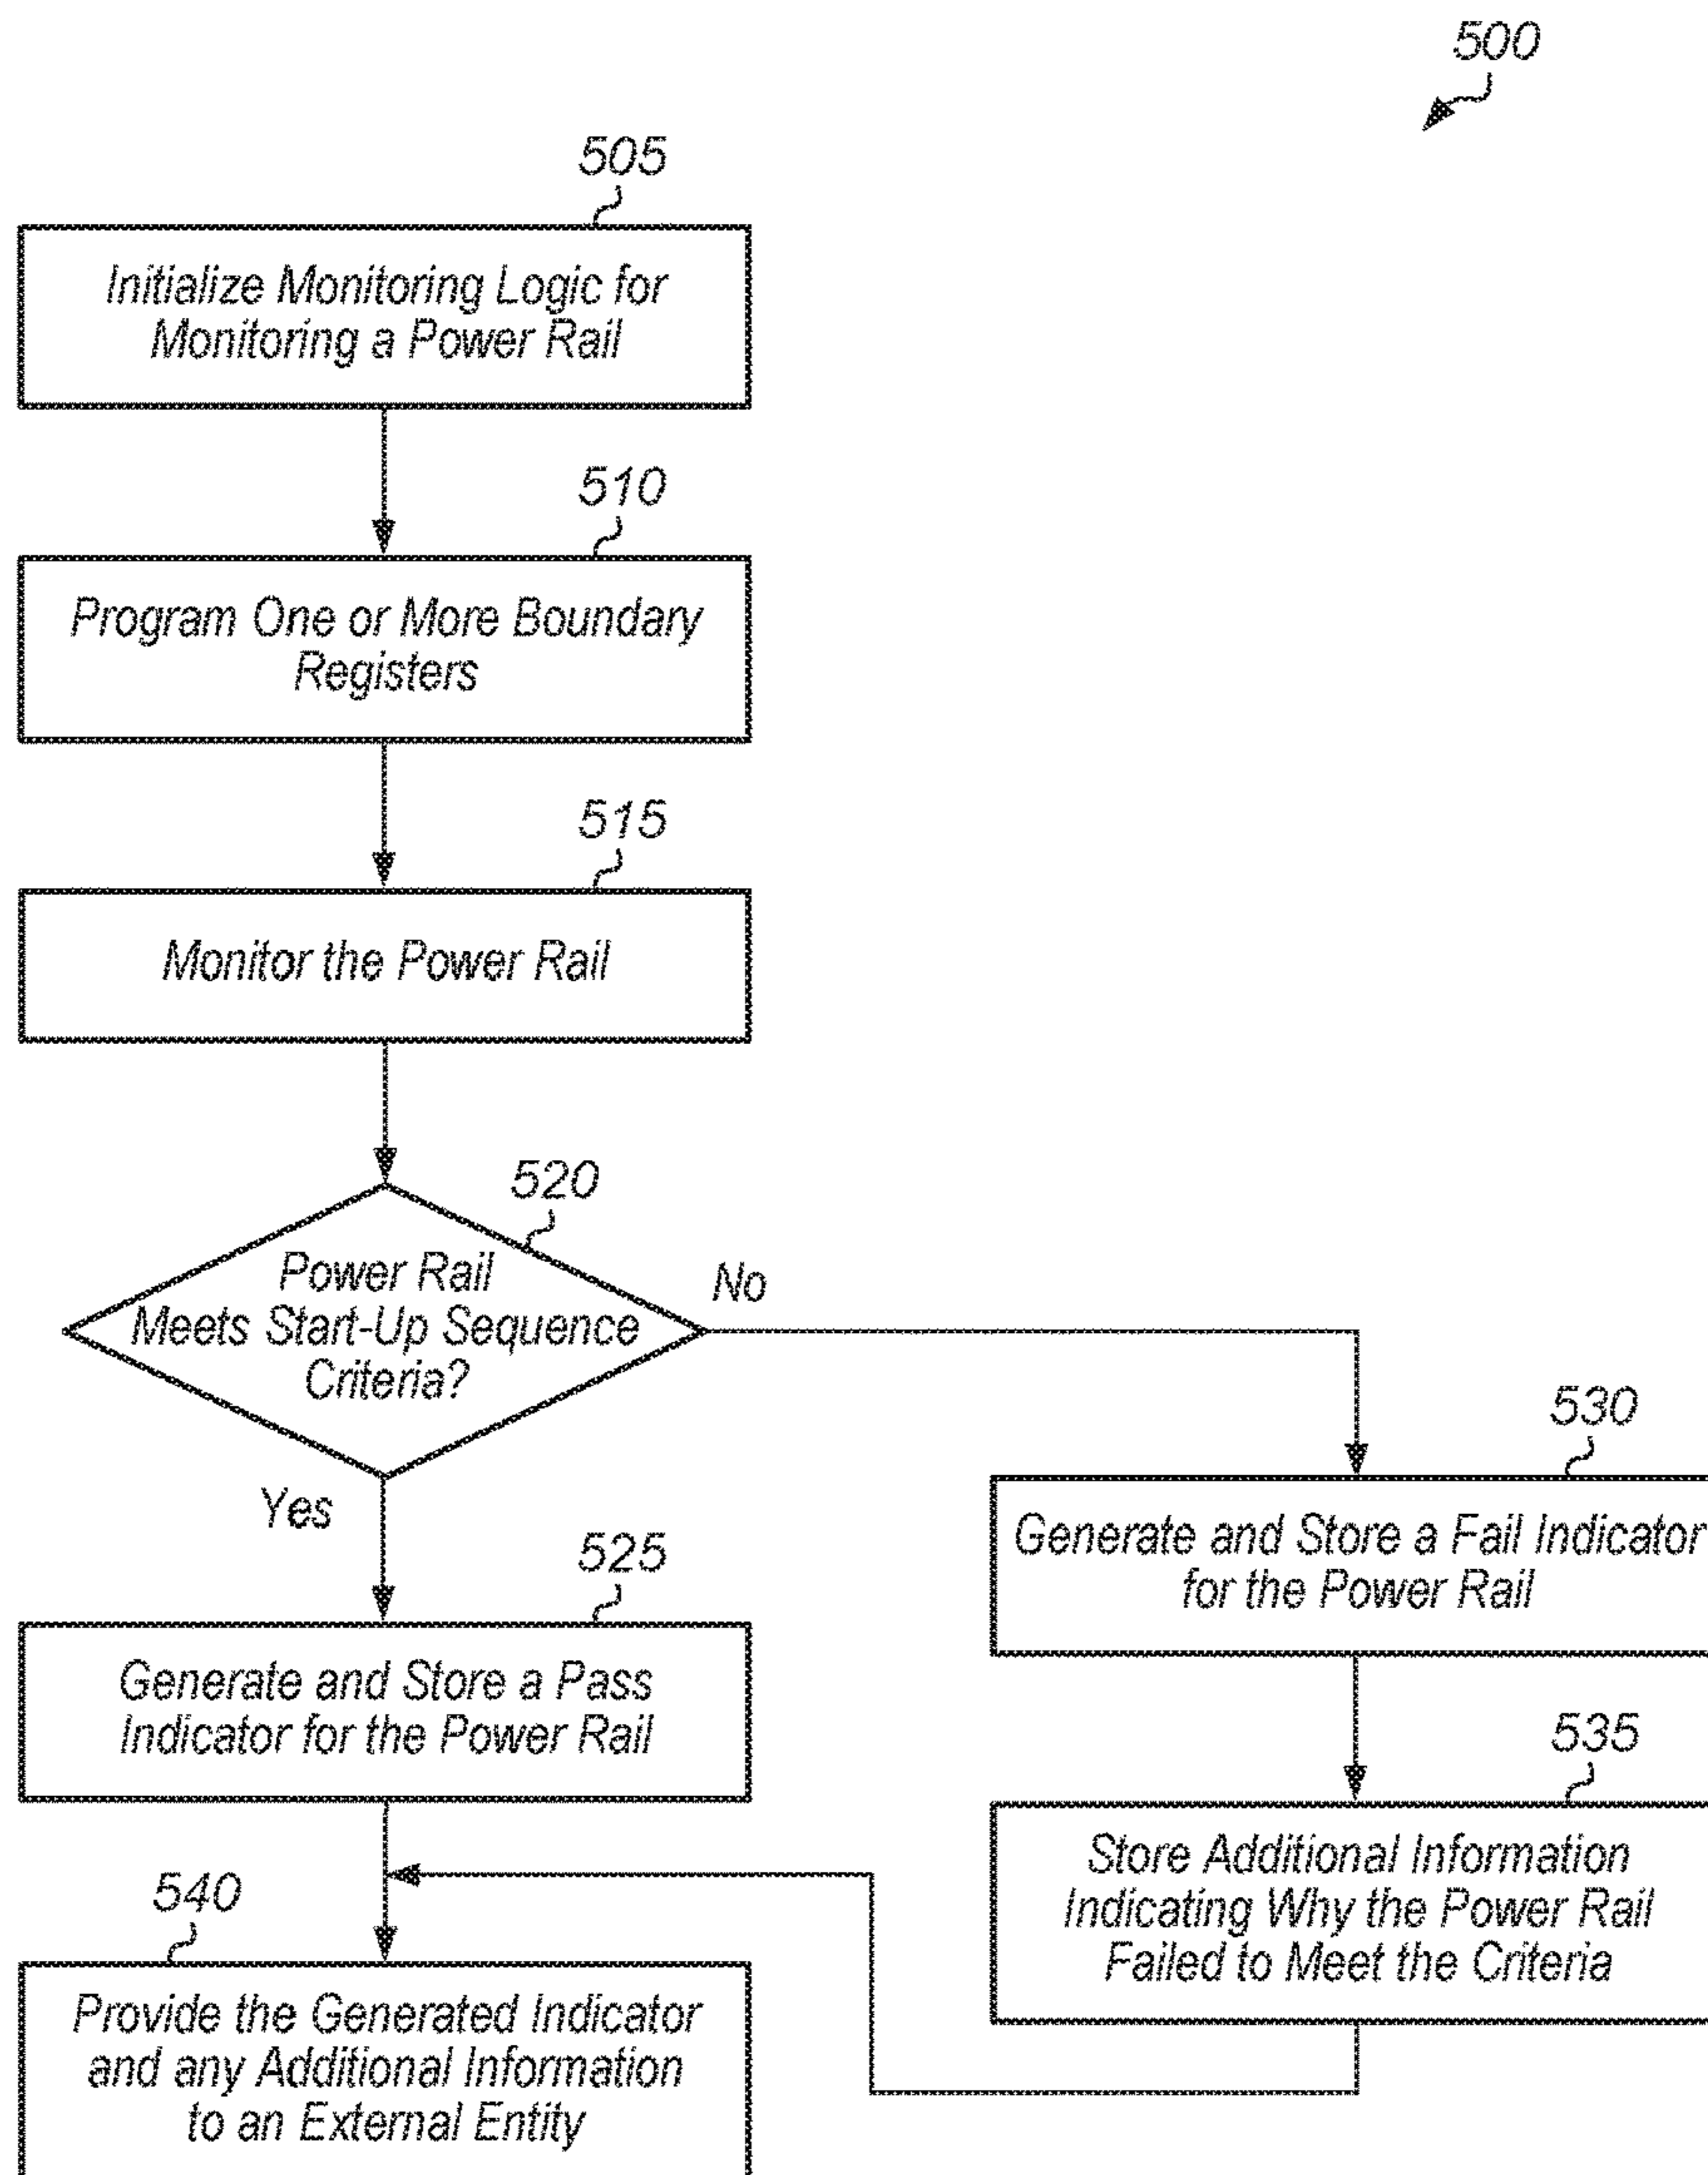 500
505
Initialize Monitoring Logic for
Monitoring a Power Rail
510
Program One or More Boundary
Registers
515
Monitor the Power Rail
520
Power Rail
Meets Start-Up Sequence
Criteria?
No
Yes
525
Generate and Store a Pass
Indicator for the Power Rail
530
Generate and Store a Fail Indicator
for the Power Rail
535
Store Additional Information
Indicating Why the Power Rail
Failed to Meet the Criteria
540
Provide the Generated Indicator
and any Additional Information
to an External Entity